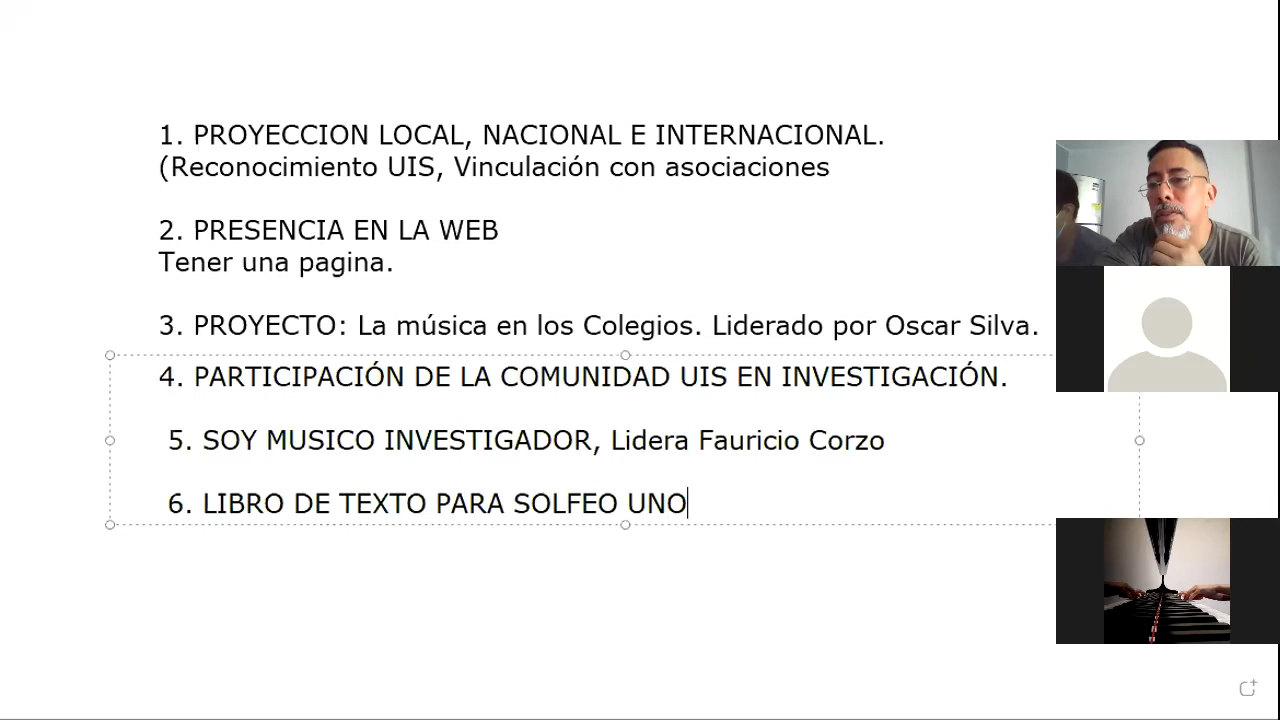 1. PROYECCION LOCAL, NACIONAL E INTERNACIONAL.
(Reconocimiento UIS, Vinculación con asociaciones
2. PRESENCIA EN LA WEB
Tener una pagina.
3. PROYECTO: La música en los Colegios. Liderado por Oscar Silva.
4. PARTICIPACIÓN DE LA COMUNIDAD UIS EN INVESTIGACIÓN.
5. SOY MUSICO INVESTIGADOR, Lidera Fauricio Corzo
6. LIBRO DE TEXTO PARA SOLFEO UNO